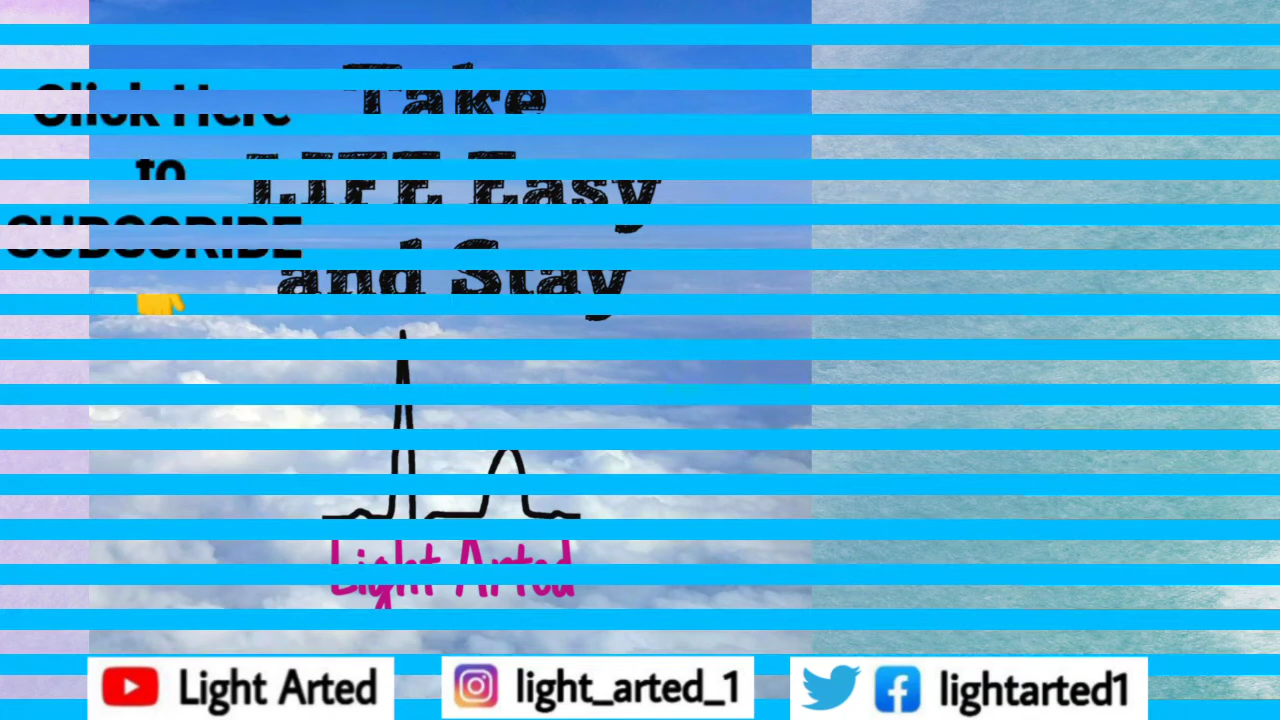 Click Here
to
SUBSCRIBE
Take
LIFE Easy
and Stay
Light Arted
Light Arted
light_arted_1
lightarted1